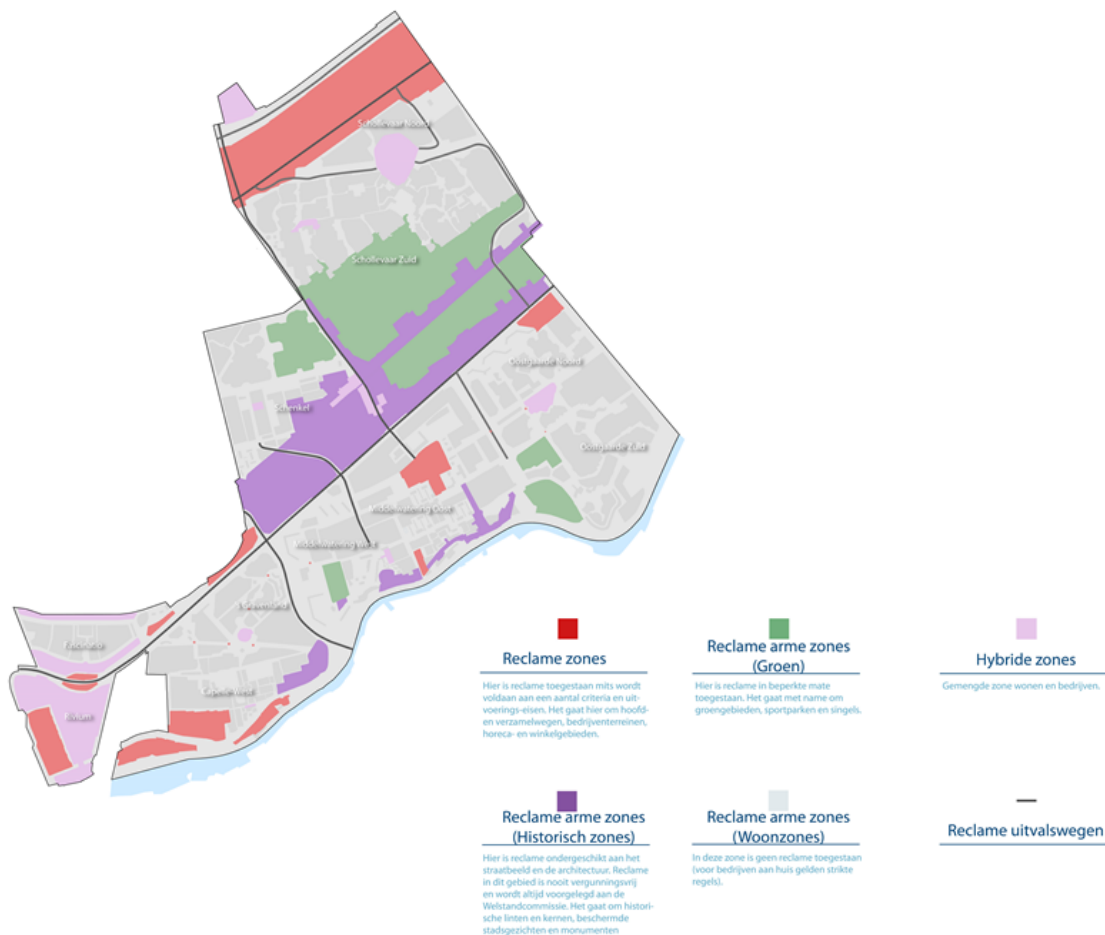 Schollevaar Noord
Schollevaar Zuid
Oostgaarde Noord
Schenkel
Oostgaarde Zuid
Middelwatering Oost
Middelwatering West
's Gravenland
Fascinatio
Capelle-West
Rivium
Reclame zones
Hier is reclame toegestaan mits wordt
voldaan aan een aantal criteria en uit-
voerings-eisen. Het gaat hier om hoofd-
en verzamelwegen, bedrijventerreinen,
horeca- en winkelgebieden.
Reclame arme zones
(Groen)
Hier is reclame in beperkte mate
toegestaan. Het gaat met name om
groengebieden, sportparken en singels.
Hybride zones
Gemengde zone wonen en bedrijven.
Reclame arme zones
(Historisch zones)
Hier is reclame ondergeschikt aan het
straatbeeld en de architectuur. Reclame
in dit gebied is nooit vergunningsvrij
en wordt altijd voorgelegd aan de
Welstandcommissie. Het gaat om histori-
sche linten en kernen, beschermde
stadsgezichten en monumenten
Reclame arme zones
(Woonzones)
In deze zone is geen reclame toegestaan
(voor bedrijven aan huis gelden strikte
regels).
Reclame uitvalswegen